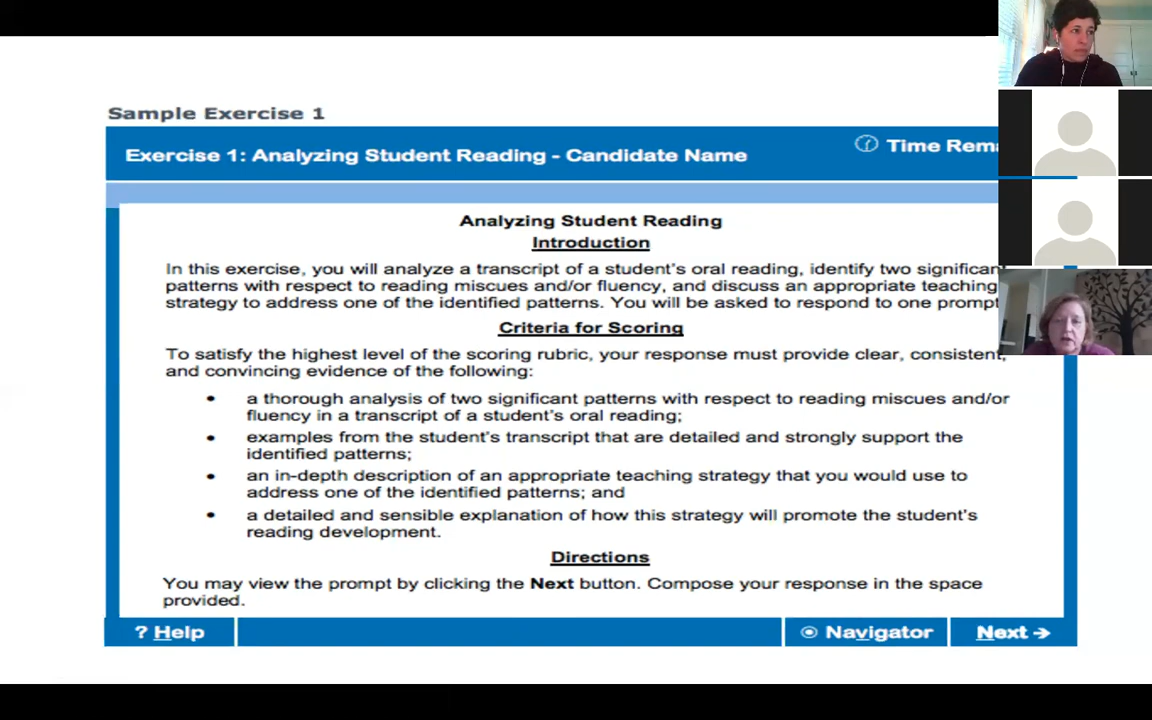 Sample Exercise 1
Exercise 1: Analyzing Student Reading - Candidate Name
Time
Analyzing Student Reading
Introduction
In this exercise, you will analyze a transcript of a student's oral reading, identify two significan
patterns with respect to reading miscues and/or fluency, and discuss an appropriate teaching
strategy to address one of the identified patterns. You will be asked to respond to one prompt
Criteria for Scoring
To satisfy the highest level of the scoring rubric, your response must provide clear, consistent,
and convincing evidence of the following:
• a thorough analysis of two significant patterns with respect to reading miscues and/or
fluency in a transcript of a student's oral reading;
• examples from the student's transcript that are detailed and strongly support the
identified patterns;
• an in-depth description of an appropriate teaching strategy that you would use to
address one of the identified patterns; and
• a detailed and sensible explanation of how this strategy will promote the student's
reading development.
Directions
You may view the prompt by clicking the Next button. Compose your response in the space
provided.
? Help
Navigator
Next →